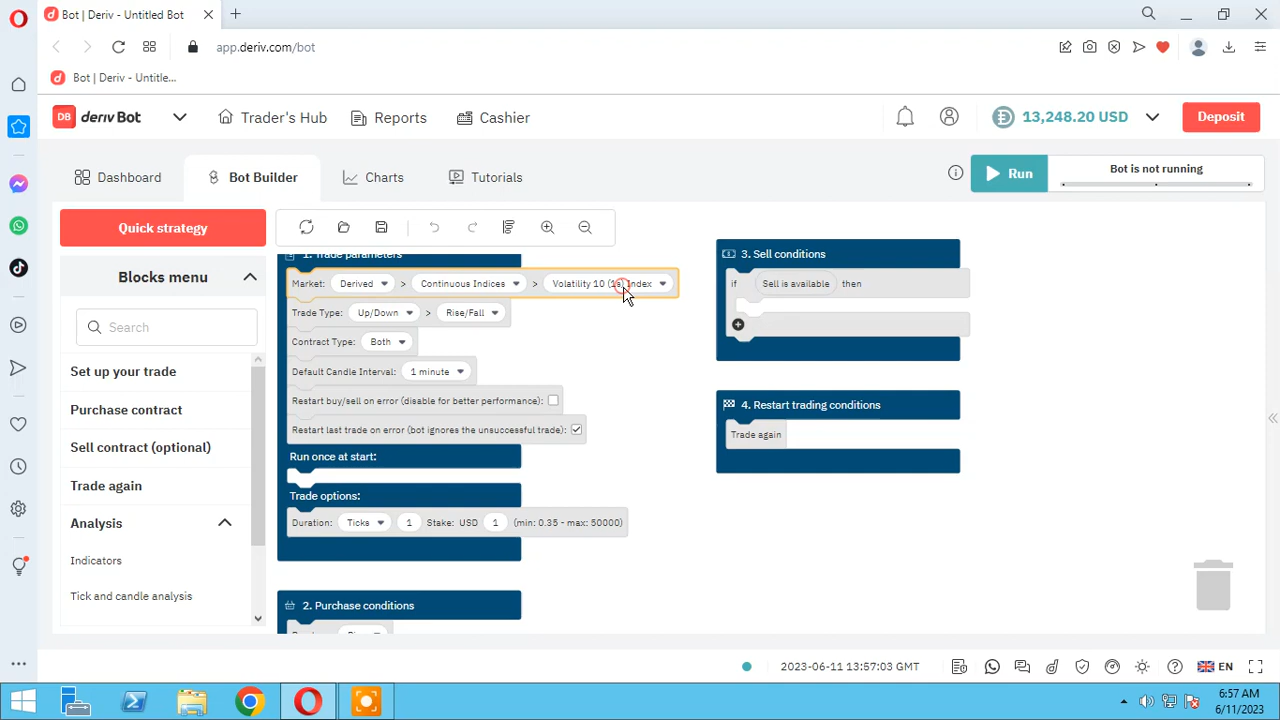 Bot | Deriv - Untitled Bot
app.deriv.com/bot
Bot | Deriv - Untitle...
DB deriv Bot
Trader's Hub
Reports
Cashier
13,248.20 USD
Deposit
Dashboard
Bot Builder
Charts
Tutorials
Run
Bot is not running
Quick strategy
Blocks menu
Search
Set up your trade
Purchase contract
Sell contract (optional)
Trade again
Analysis
Indicators
Tick and candle analysis
1. Trade parameters
Market: Derived > Continuous Indices > Volatility 10 (1s) Index
Trade Type: Up/Down > Rise/Fall
Contract Type: Both
Default Candle Interval: 1 minute
Restart buy/sell on error (disable for better performance):
Restart last trade on error (bot ignores the unsuccessful trade):
Run once at start:
Trade options:
Duration: Ticks 1 Stake: USD 1 (min: 0.35 - max: 50000)
2. Purchase conditions
3. Sell conditions
if Sell is available then
4. Restart trading conditions
Trade again
2023-06-11 13:57:03 GMT
EN
6:57 AM
6/11/2023